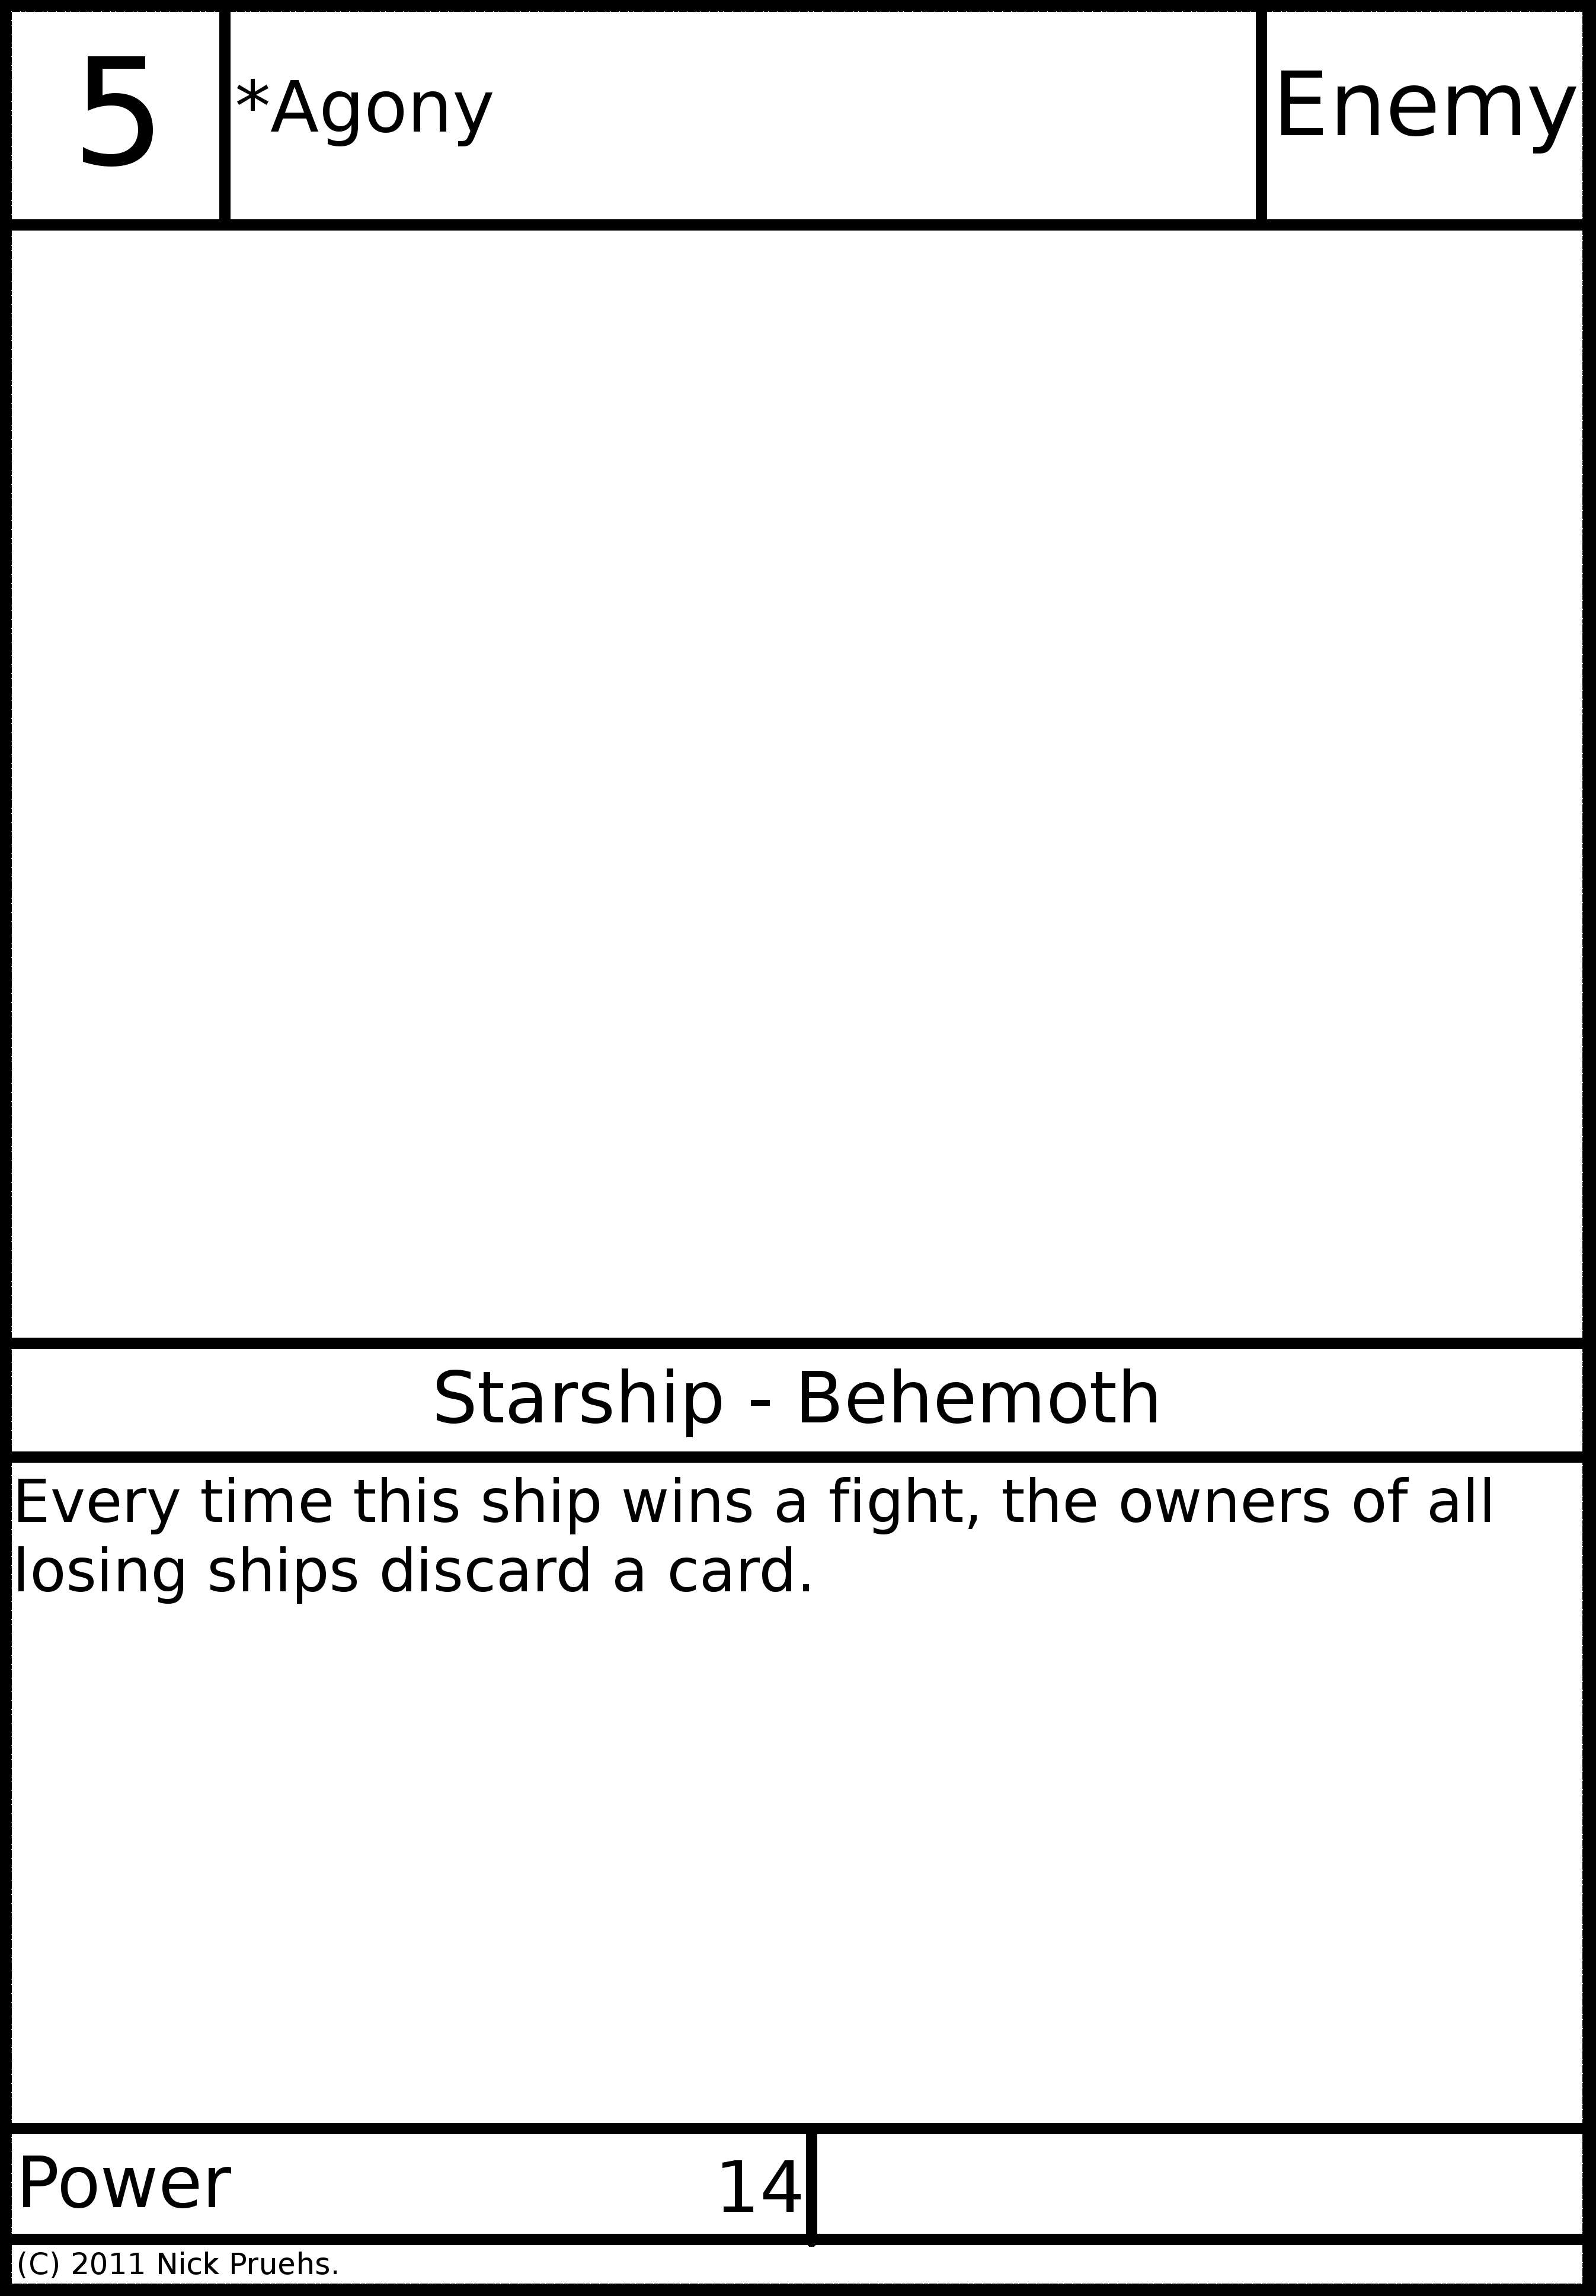 5
*Agony
Enemy
Starship - Behemoth
Every time this ship wins a fight, the owners of all
losing ships discard a card.
Power 14
(C) 2011 Nick Pruehs.